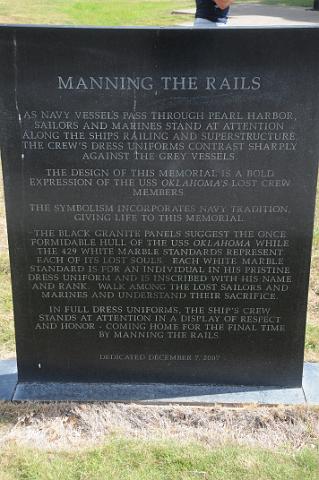 MANNING THE RAILS
AS NAVY VESSELS PASS THROUGH PEARL HARBOR,
SAILORS AND MARINES STAND AT ATTENTION
ALONG THE SHIPS RAILING AND SUPERSTRUCTURE.
THE CREW'S DRESS UNIFORMS CONTRAST SHARPLY
AGAINST THE GREY VESSELS.
THE DESIGN OF THIS MEMORIAL IS A BOLD
EXPRESSION OF THE USS OKLAHOMA'S LOST CREW
MEMBERS.
THE SYMBOLISM INCORPORATES NAVY TRADITION,
GIVING LIFE TO THIS MEMORIAL.
THE BLACK GRANITE PANELS SUGGEST THE ONCE
FORMIDABLE HULL OF THE USS OKLAHOMA WHILE
THE 429 WHITE MARBLE STANDARDS REPRESENT
EACH OF ITS LOST SOULS. EACH WHITE MARBLE
STANDARD IS FOR AN INDIVIDUAL IN HIS PRISTINE
DRESS UNIFORM AND IS INSCRIBED WITH HIS NAME
AND RANK. WALK AMONG THE LOST SAILORS AND
MARINES AND UNDERSTAND THEIR SACRIFICE.
IN FULL DRESS UNIFORMS, THE SHIP'S CREW
STANDS AT ATTENTION IN A DISPLAY OF RESPECT
AND HONOR - COMING HOME FOR THE FINAL TIME
BY MANNING THE RAILS.
DEDICATED DECEMBER 7, 2007